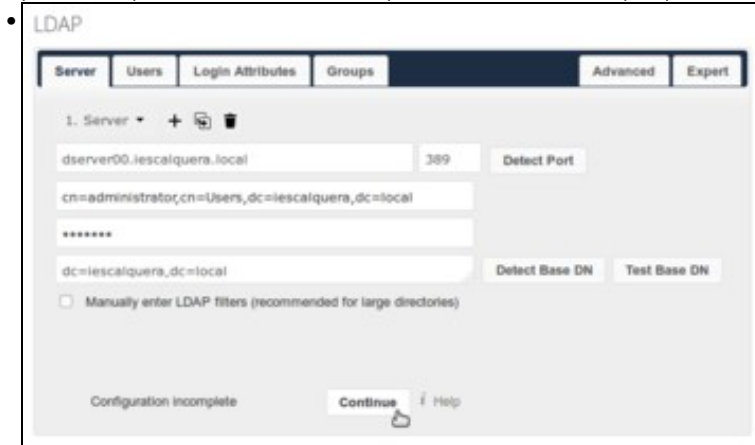 LDAP
Server Users Login Attributes Groups Advanced Expert
1. Server
dserver00.iescalquera.local 389 Detect Port
cn=administrator,cn=Users,dc=iescalquera,dc=local
•••••••
dc=iescalquera,dc=local Detect Base DN Test Base DN
Manually enter LDAP filters (recommended for large directories)
Configuration incomplete Continue i Help